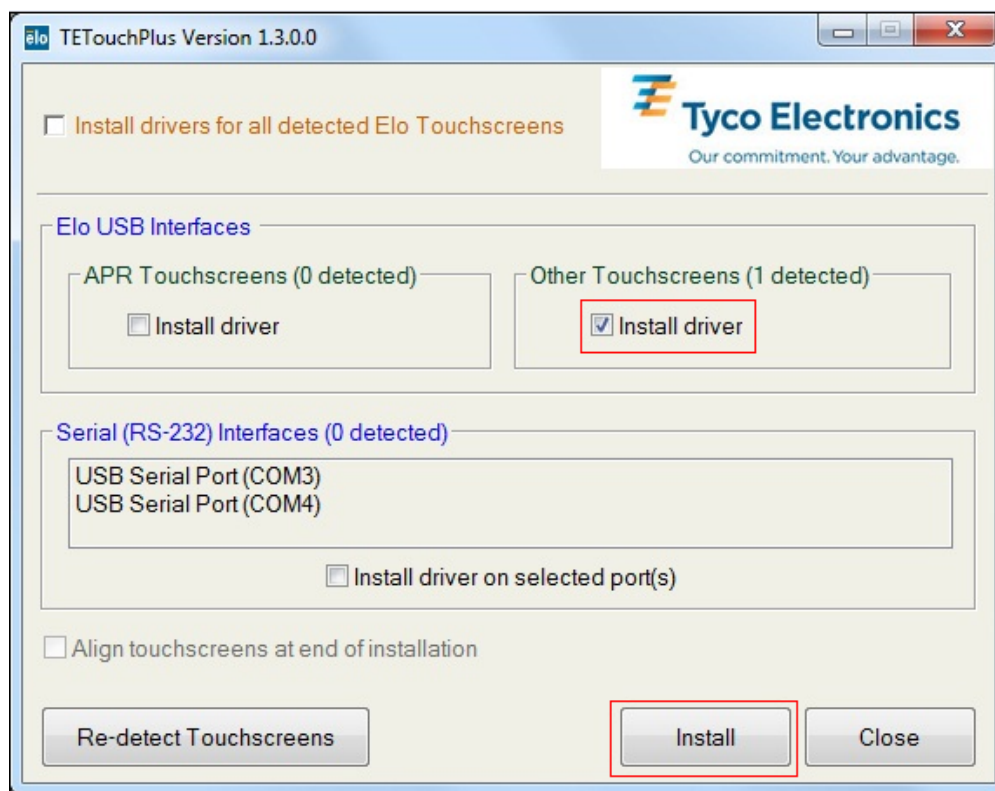 elo TETouchPlus Version 1.3.0.0
Install drivers for all detected Elo Touchscreens
Tyco Electronics
Our commitment. Your advantage.
Elo USB Interfaces
APR Touchscreens (0 detected)
Install driver
Other Touchscreens (1 detected)
Install driver
Serial (RS-232) Interfaces (0 detected)
USB Serial Port (COM3)
USB Serial Port (COM4)
Install driver on selected port(s)
Align touchscreens at end of installation
Re-detect Touchscreens
Install
Close